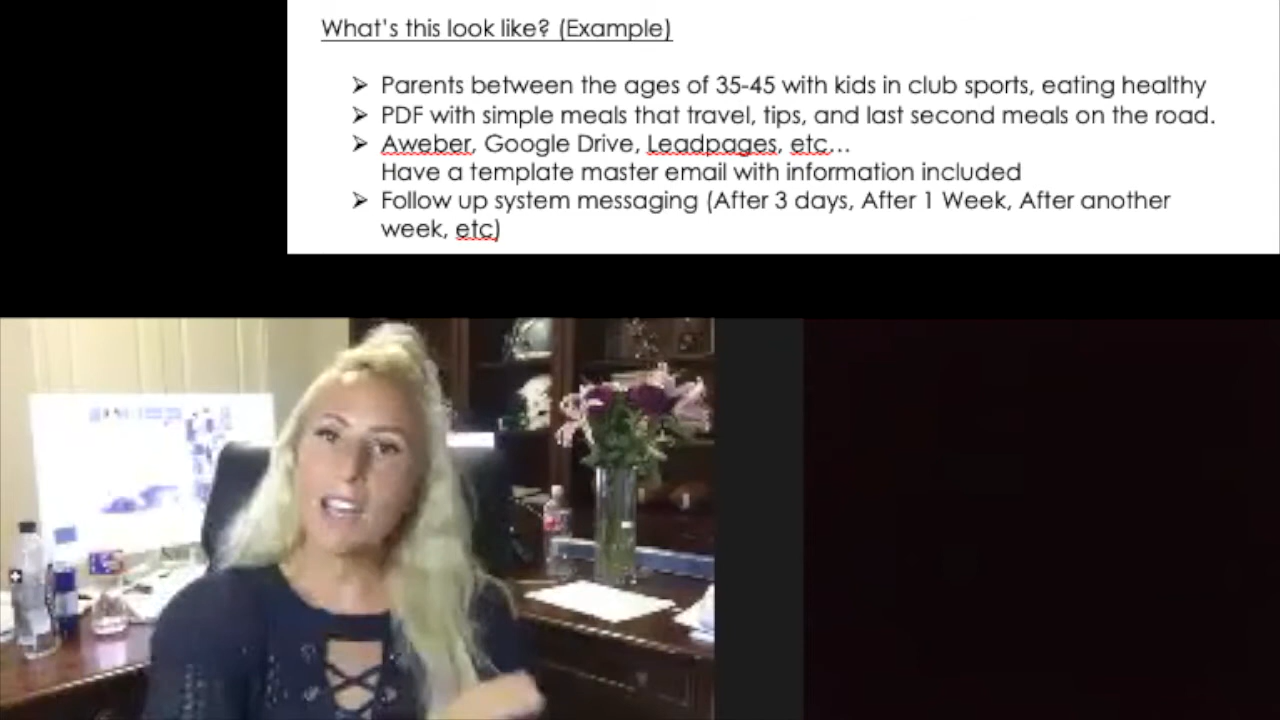 What's this look like? (Example)
➢ Parents between the ages of 35-45 with kids in club sports, eating healthy
➢ PDF with simple meals that travel, tips, and last second meals on the road.
➢ Aweber, Google Drive, Leadpages, etc…
Have a template master email with information included
➢ Follow up system messaging (After 3 days, After 1 Week, After another
week, etc)